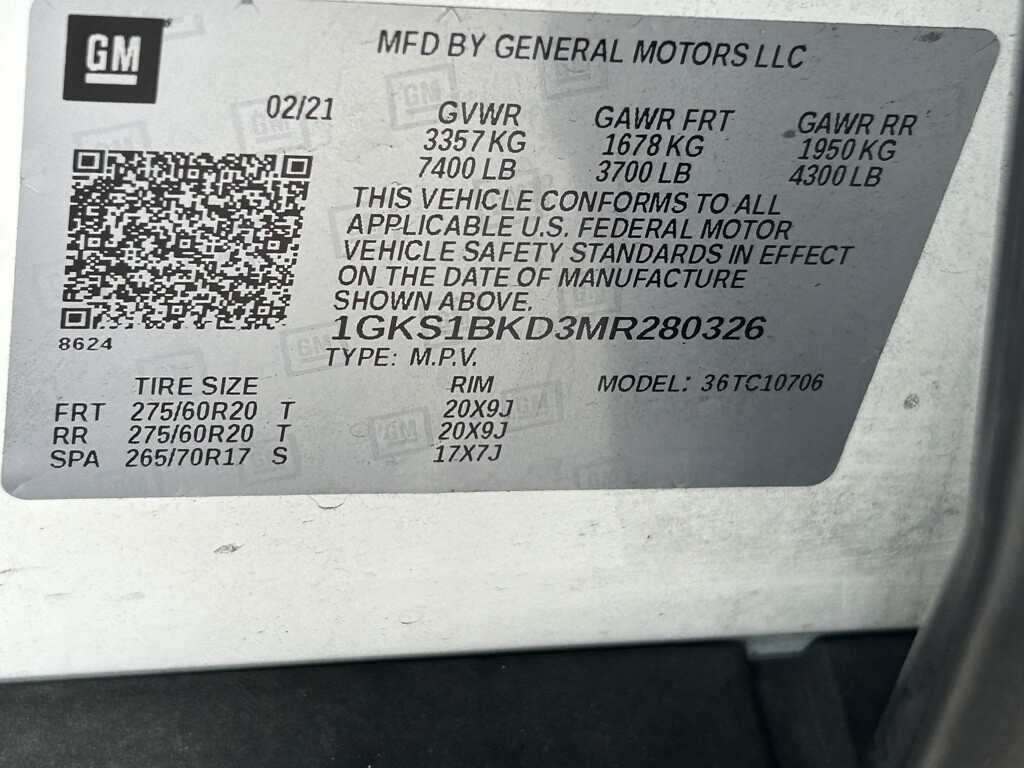 GM
MFD BY GENERAL MOTORS LLC
02/21
GVWR GAWR FRT GAWR RR
3357 KG 1678 KG 1950 KG
7400 LB 3700 LB 4300 LB
THIS VEHICLE CONFORMS TO ALL
APPLICABLE U.S. FEDERAL MOTOR
VEHICLE SAFETY STANDARDS IN EFFECT
ON THE DATE OF MANUFACTURE
SHOWN ABOVE.
1GKS1BKD3MR280326
8624
TYPE: M.P.V.
TIRE SIZE RIM MODEL: 36TC10706
FRT 275/60R20 T 20X9J
RR 275/60R20 T 20X9J
SPA 265/70R17 S 17X7J